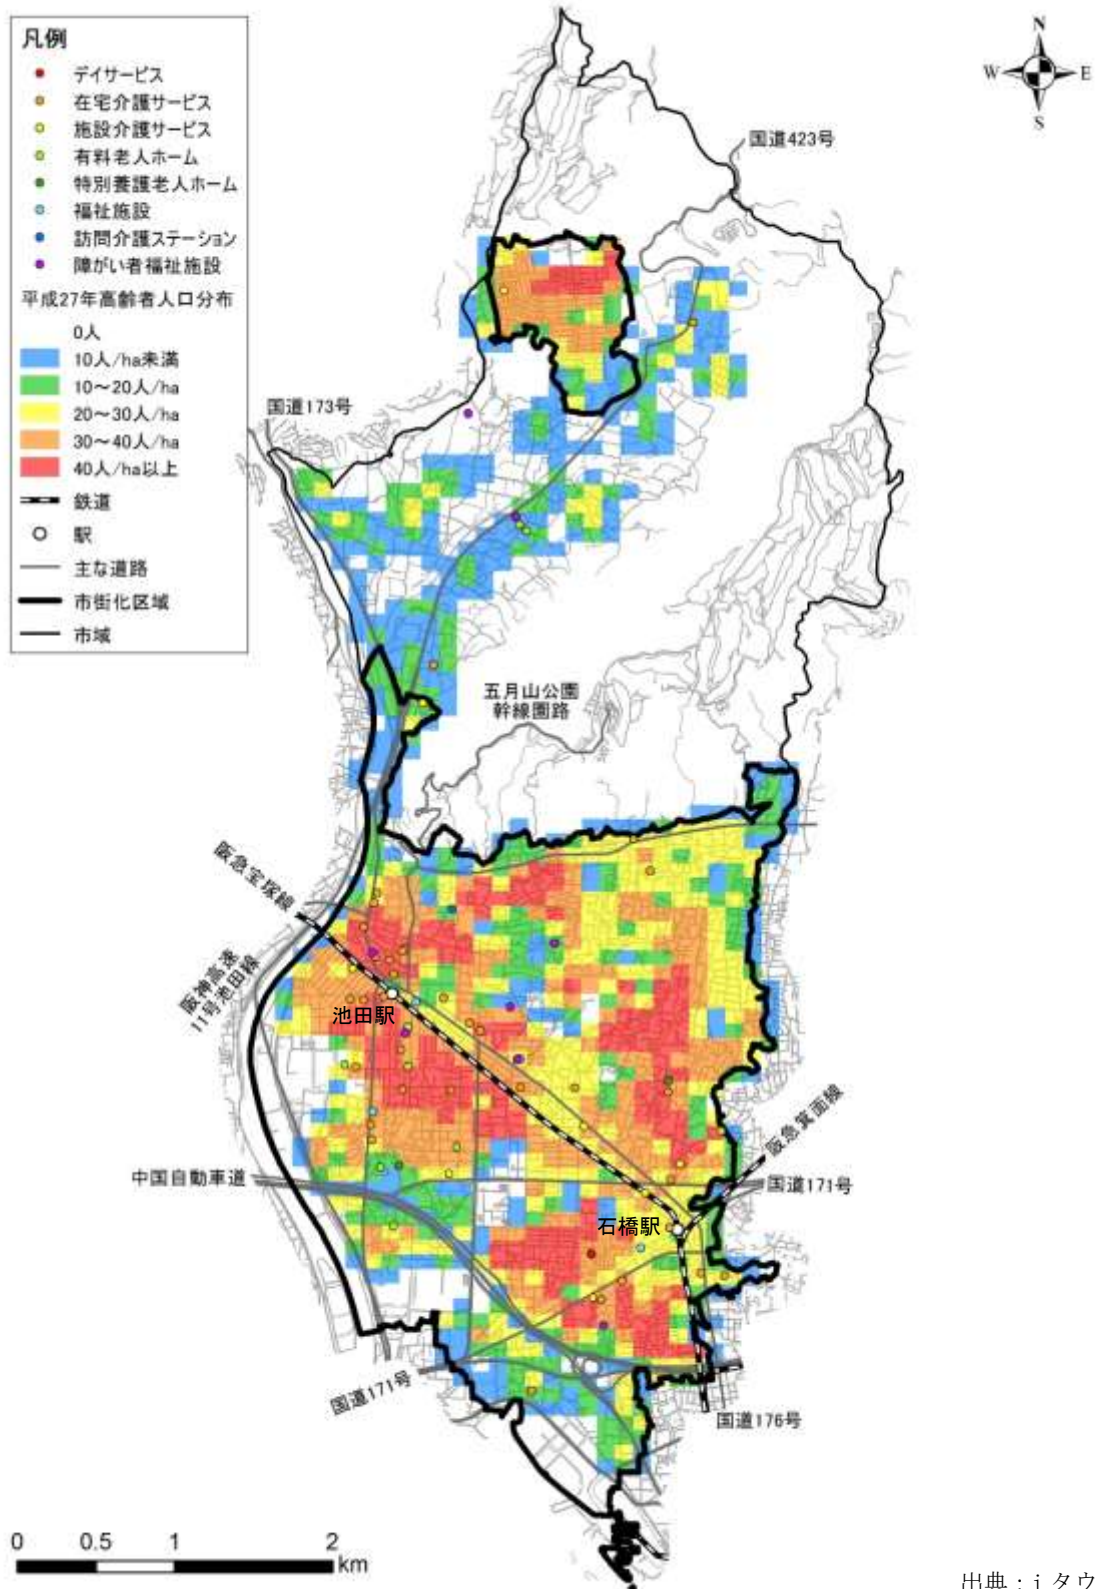 凡例
デイサービス
在宅介護サービス
施設介護サービス
有料老人ホーム
特別養護老人ホーム
福祉施設
訪問介護ステーション
障がい者福祉施設
平成27年高齢者人口分布
0人
10人/ha未満
10～20人/ha
20～30人/ha
30～40人/ha
40人/ha以上
鉄道
駅
主な道路
市街化区域
市域
N
W
E
S
国道423号
国道173号
五月山公園
幹線園路
阪急宝塚線
阪神高速
11号池田線
池田駅
阪急箕面線
中国自動車道
国道171号
石橋駅
国道171号
国道176号
0 0.5 1 2
km
出典：iタウ